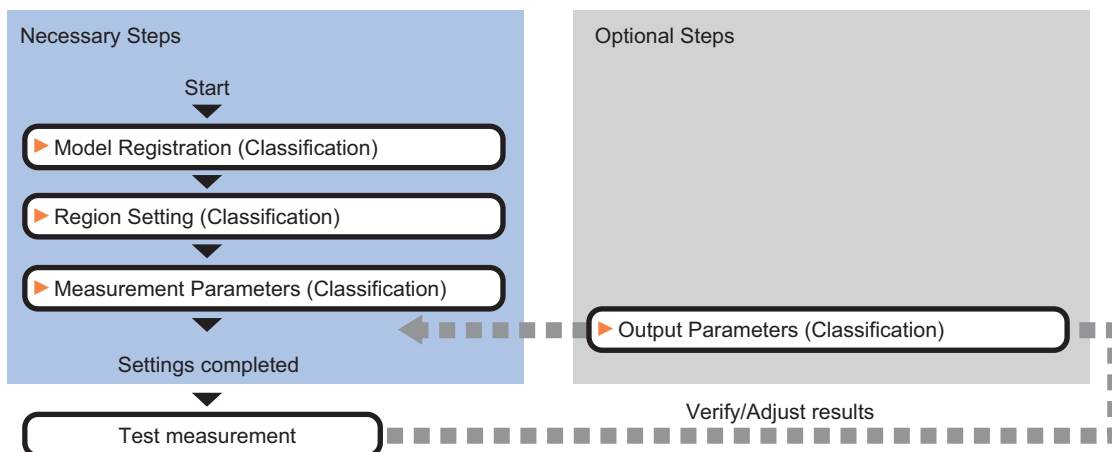 Necessary Steps
Start
Model Registration (Classification)
Region Setting (Classification)
Measurement Parameters (Classification)
Settings completed
Test measurement
Optional Steps
Output Parameters (Classification)
Verify/Adjust results